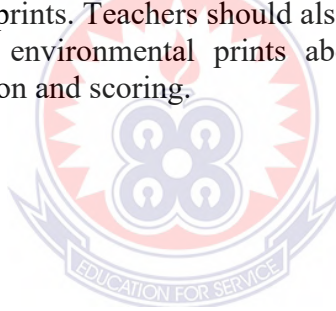 prints. Teachers should als
environmental prints ab
on and scoring.
EDUCATION FOR SERVICE